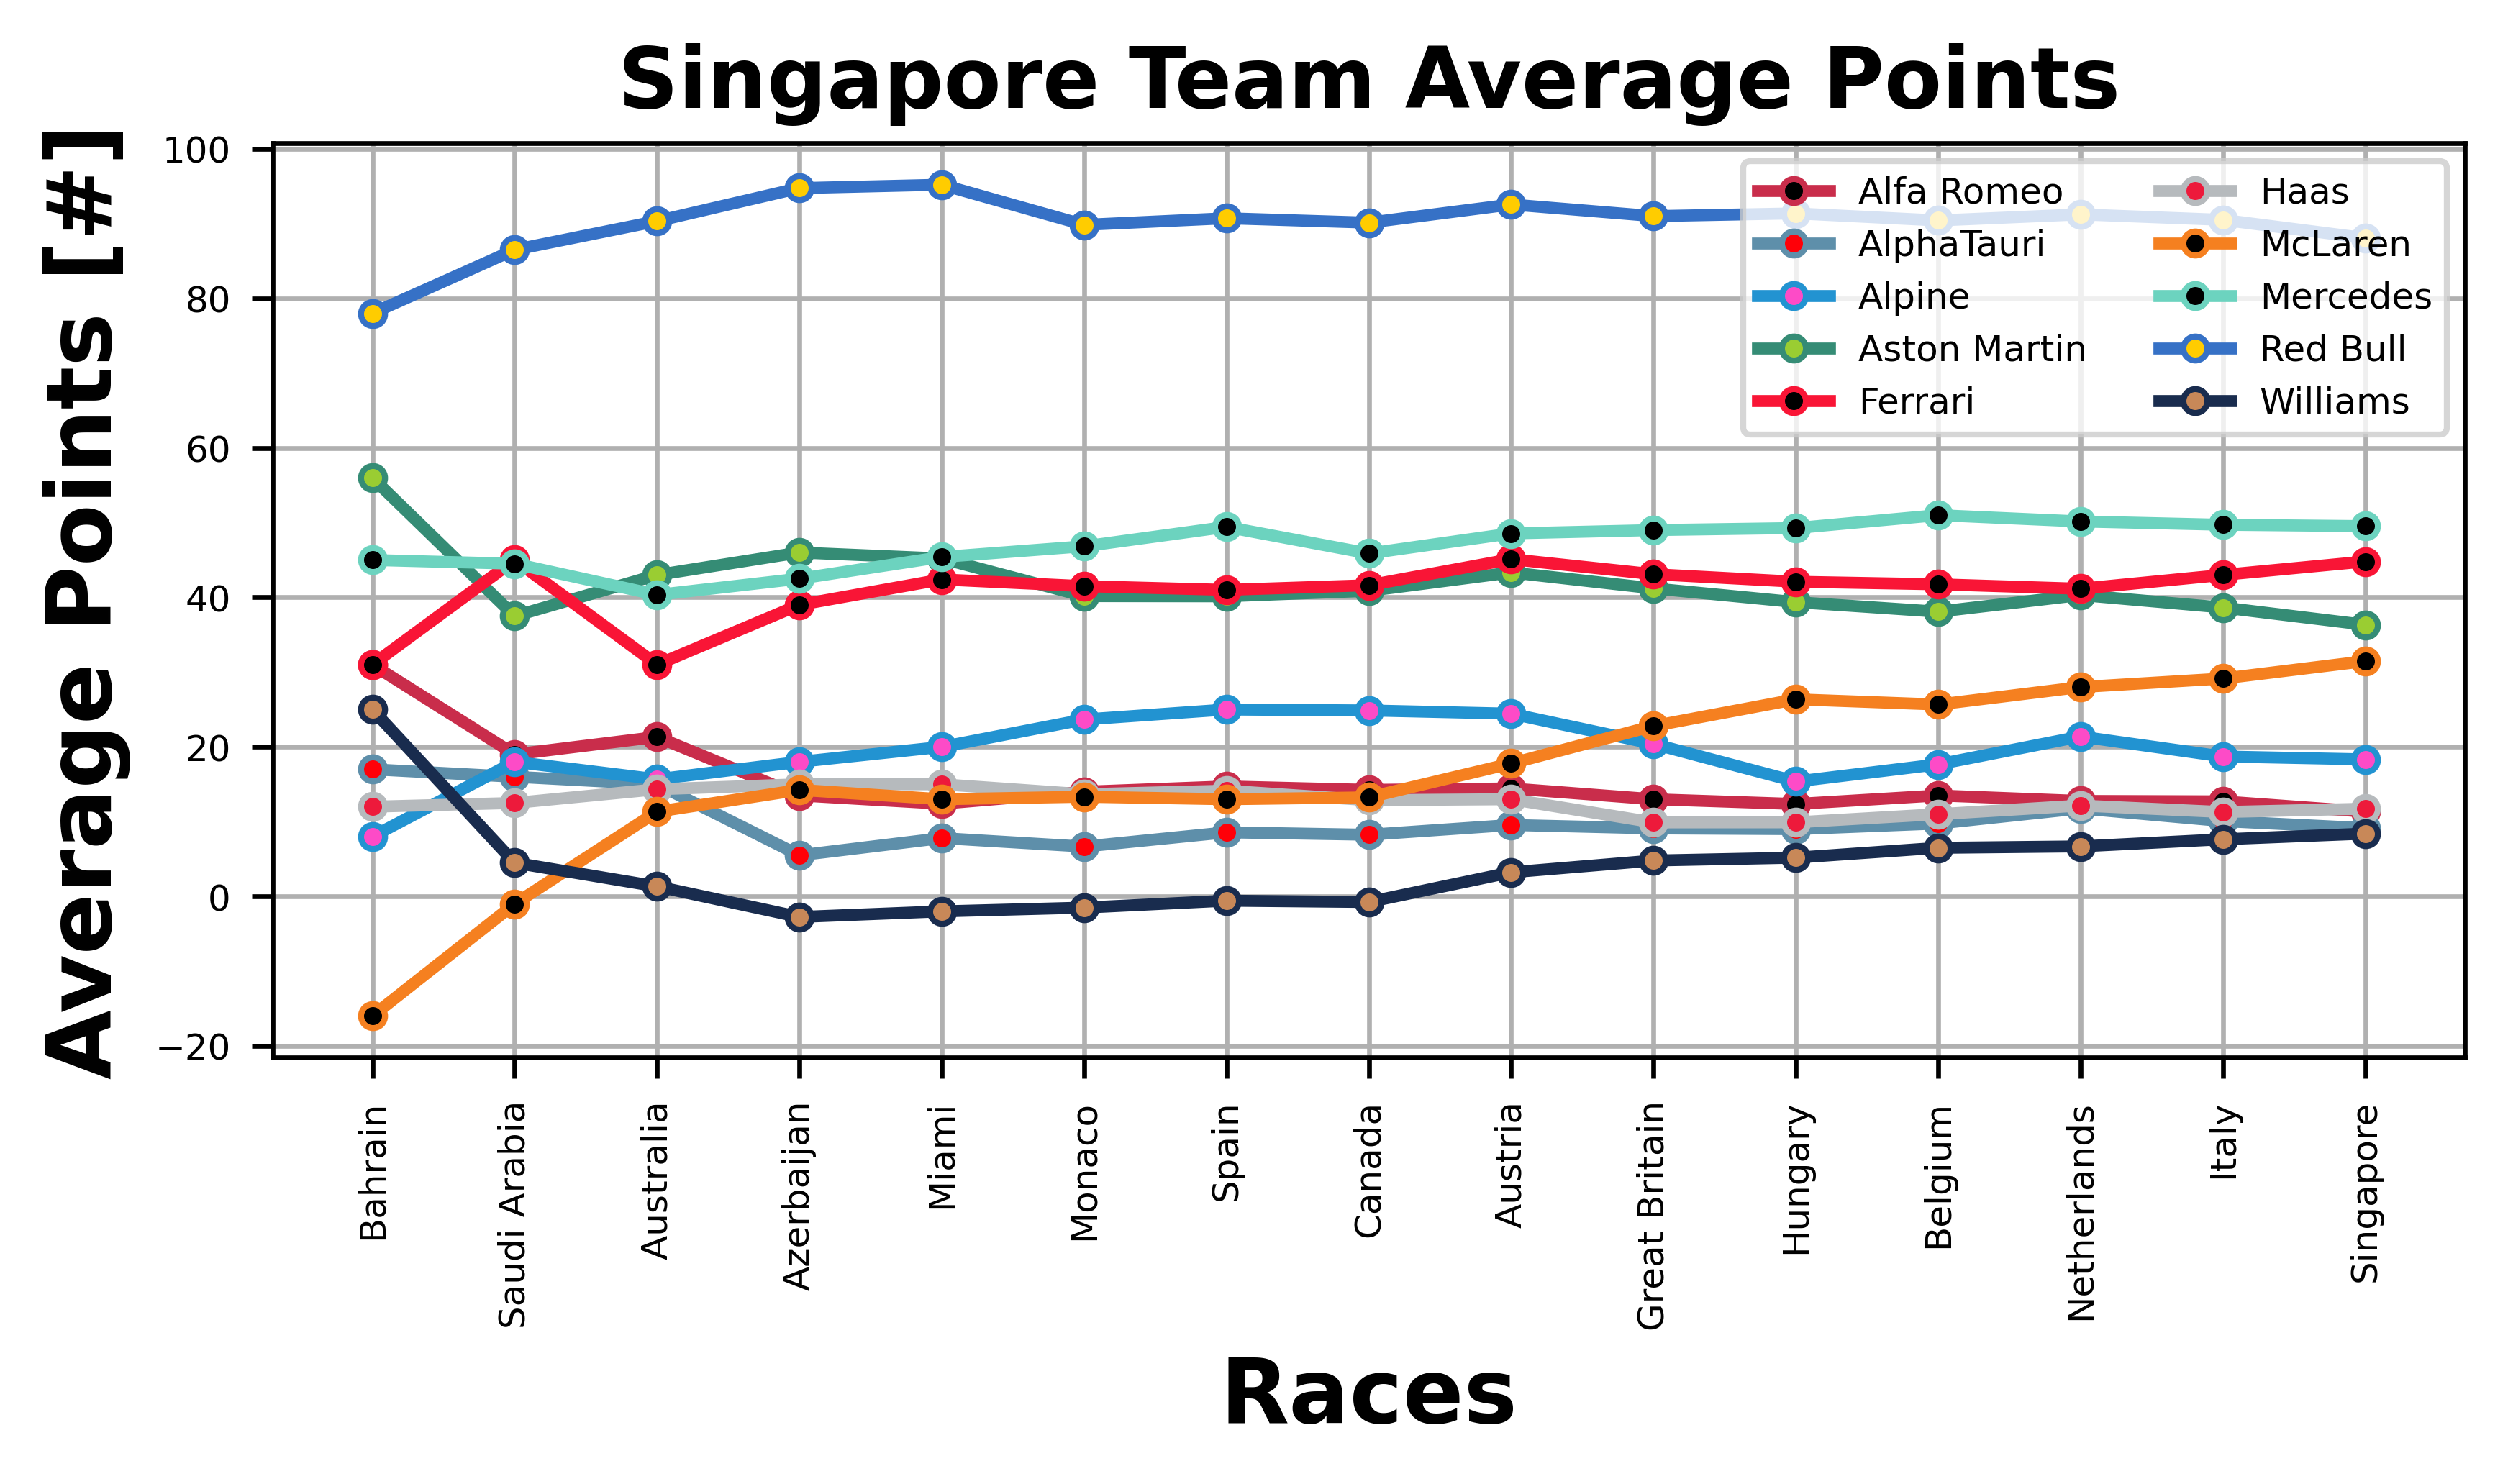 Singapore Team Average Points
Average Points [#]
100
80
60
40
20
0
−20
Alfa Romeo
AlphaTauri
Alpine
Aston Martin
Ferrari
Haas
McLaren
Mercedes
Red Bull
Williams
Bahrain
Saudi Arabia
Australia
Azerbaijan
Miami
Monaco
Spain
Canada
Austria
Great Britain
Hungary
Belgium
Netherlands
Italy
Singapore
Races